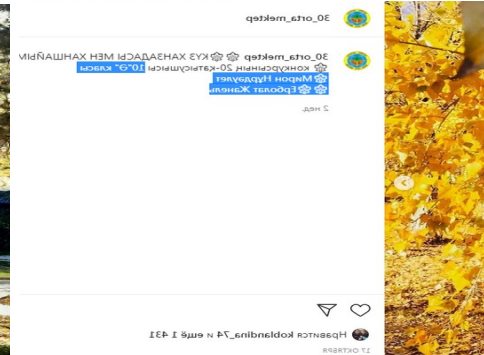 30_orta_mektep
30_orta_mektep 🏵 🏵КҮЗ ХАНЗАДАСЫ МЕН ХАНШАЙЫМ
🏵 конкурсының 20-қатысушысы 10"Ә" класы
🏵Мирон Нұрдәулет
🏵 🏵Ерболат Жанель
2 нед.
Нравится koblandina_74 и ещё 1 431
17 ОКТЯБРЯ